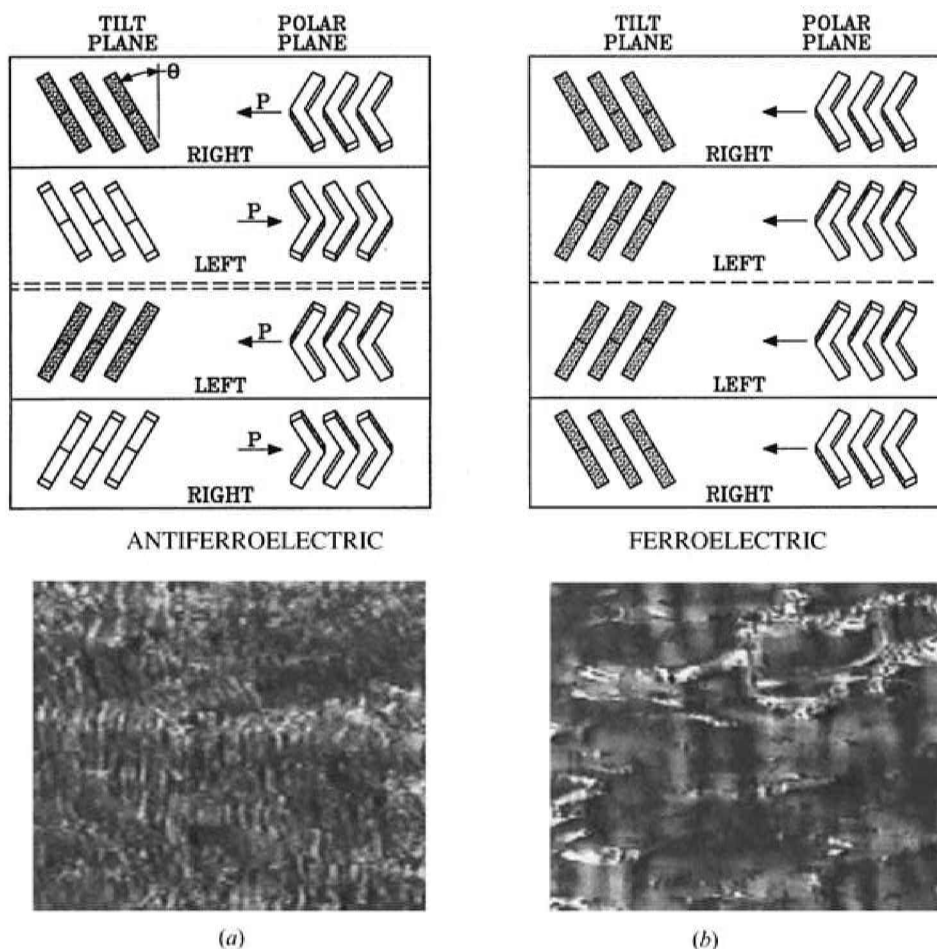 TILT PLANE
POLAR PLANE
θ
P
RIGHT
P
LEFT
P
LEFT
P
RIGHT
ANTIFERROELECTRIC
(a)
TILT PLANE
POLAR PLANE
RIGHT
LEFT
LEFT
RIGHT
FERROELECTRIC
(b)